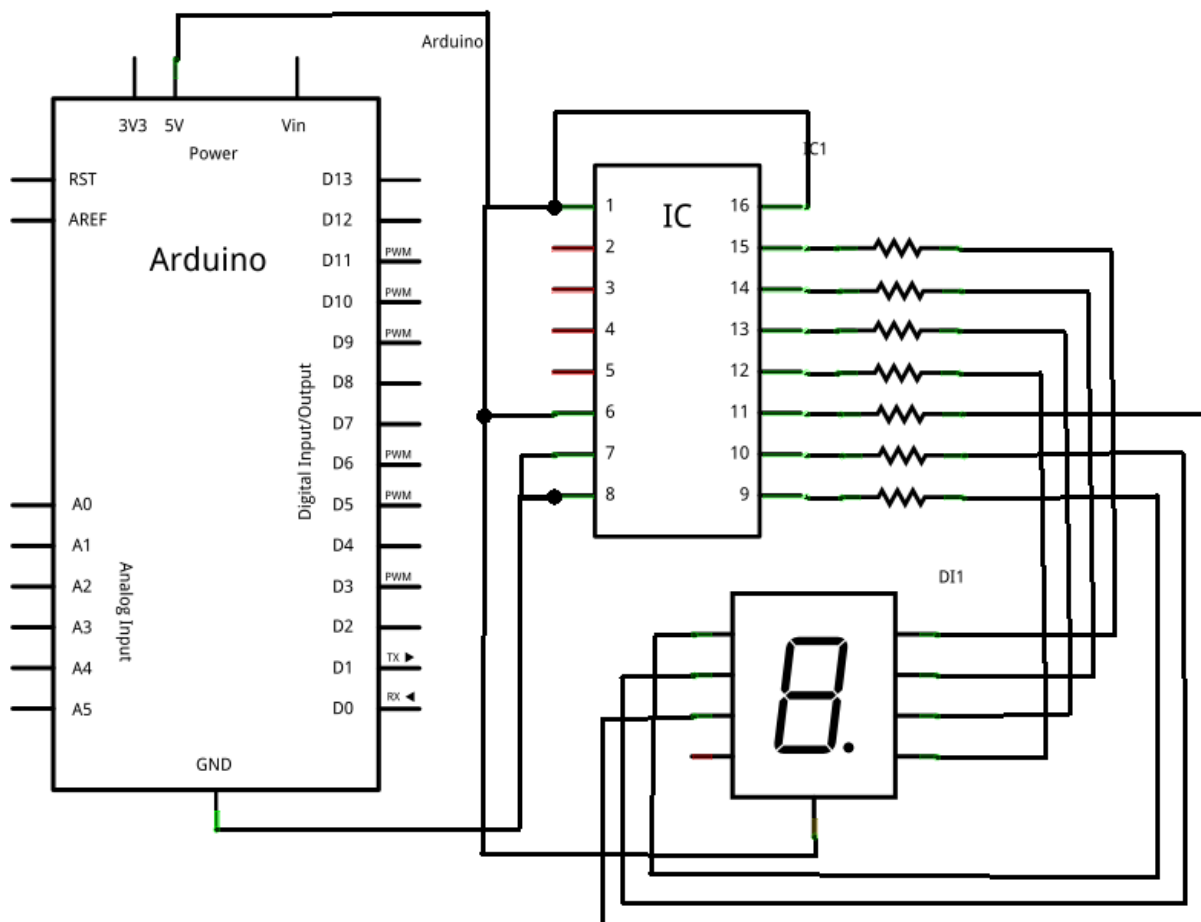 Arduino
3V3 5V Vin
Power
RST D13
AREF D12
Arduino
D11 PWM
D10 PWM
D9 PWM
D8
Digital Input/Output
D7
D6 PWM
A0 D5 PWM
A1 D4
A2 D3 PWM
Analog Input
A3 D2
A4 D1 TX
A5 D0 RX
GND
IC1
IC
1 16
2 15
3 14
4 13
5 12
6 11
7 10
8 9
DI1
8.